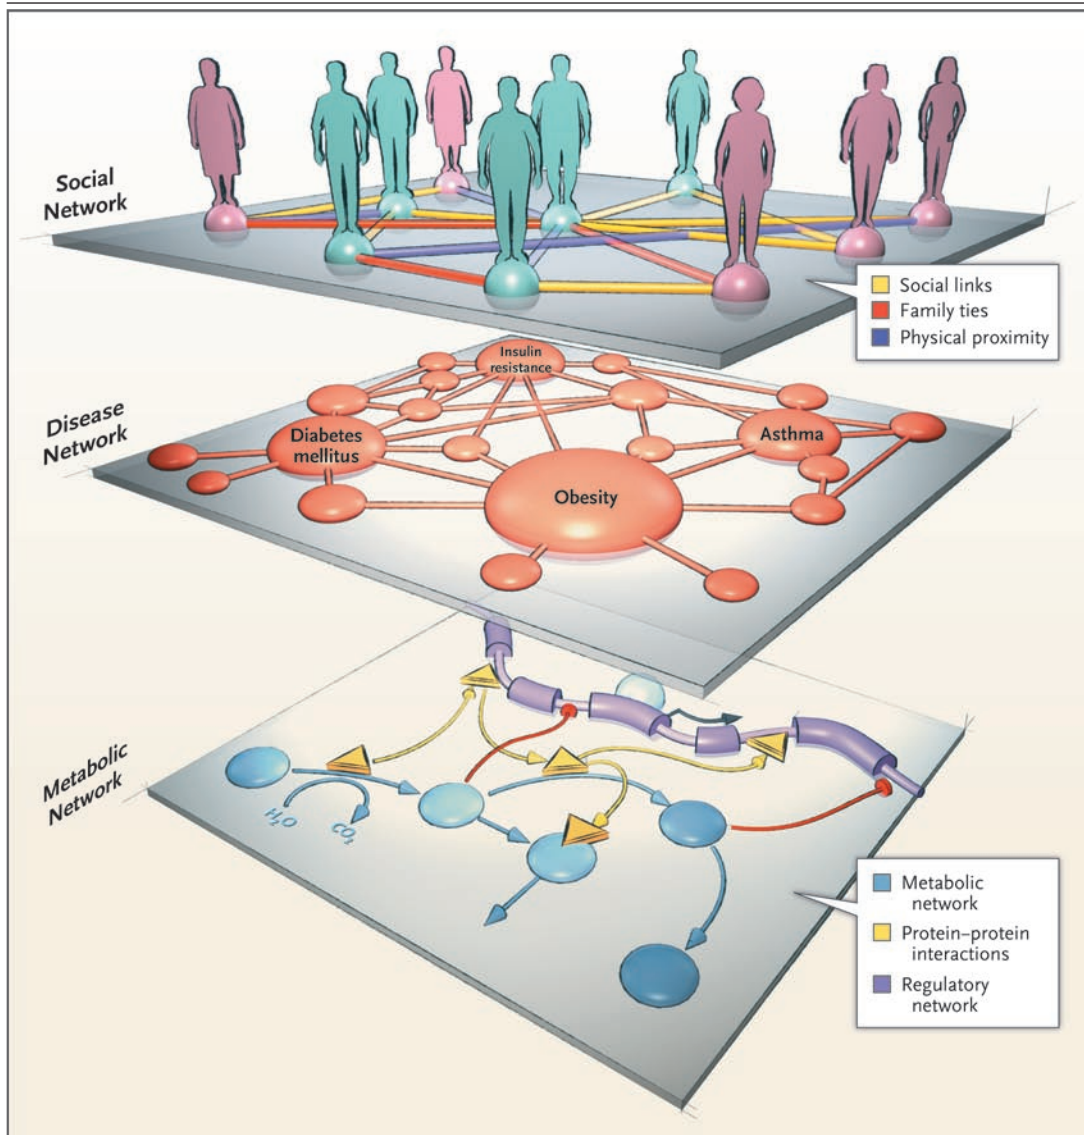 Social
Network
Social links
Family ties
Physical proximity
Disease
Network
Insulin
resistance
Diabetes
mellitus
Asthma
Obesity
Metabolic
Network
H₂O
CO₂
Metabolic
network
Protein–protein
interactions
Regulatory
network